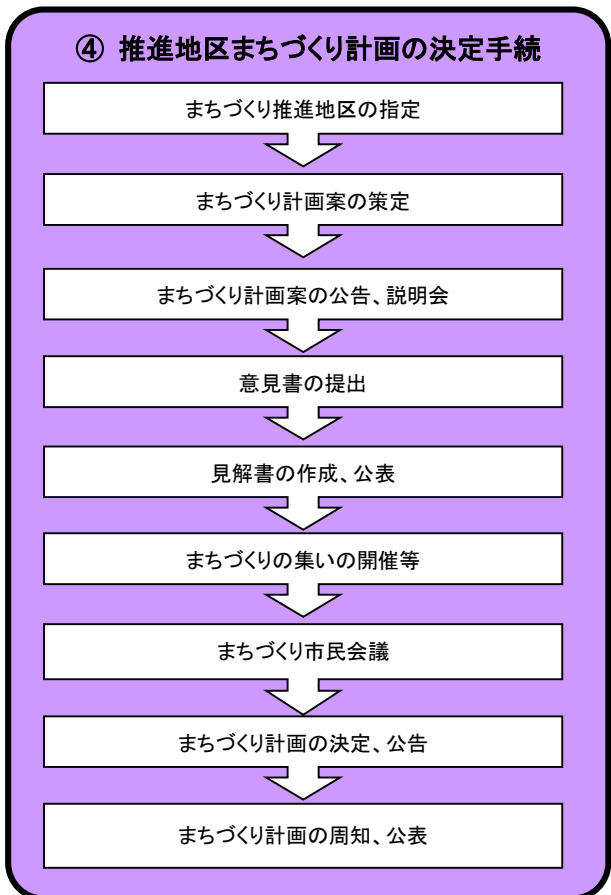 ④ 推進地区まちづくり計画の決定手続
まちづくり推進地区の指定
まちづくり計画案の策定
まちづくり計画案の公告、説明会
意見書の提出
見解書の作成、公表
まちづくりの集いの開催等
まちづくり市民会議
まちづくり計画の決定、公告
まちづくり計画の周知、公表